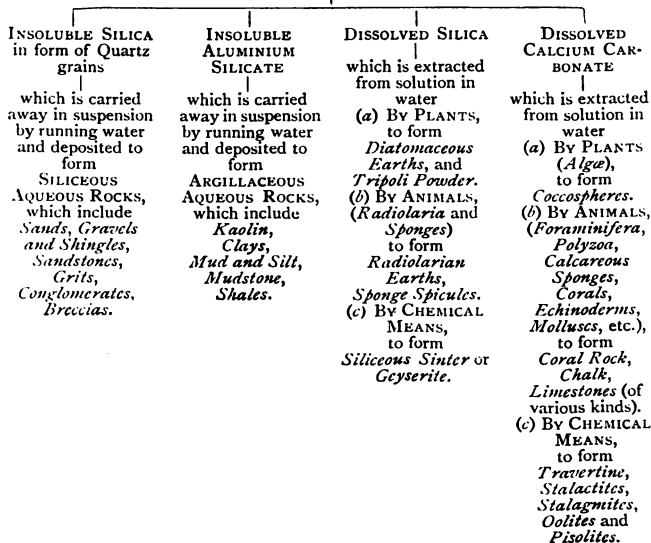 INSOLUBLE SILICA
in form of Quartz
grains
which is carried
away in suspension
by running water
and deposited to
form
SILICEOUS
AQUEOUS ROCKS,
which include
Sands, Gravels
and Shingles,
Sandstones,
Grits,
Conglomerates,
Breccias.
INSOLUBLE
ALUMINIUM
SILICATE
which is carried
away in suspension
by running water
and deposited to
form
ARGILLACEOUS
AQUEOUS ROCKS,
which include
Kaolin,
Clays,
Mud and Silt,
Mudstone,
Shales.
DISSOLVED SILICA
which is extracted
from solution in
water
(a) BY PLANTS,
to form
Diatomaceous
Earths, and
Tripoli Powder.
(b) BY ANIMALS,
(Radiolaria and
Sponges)
to form
Radiolarian
Earths,
Sponge Spicules.
(c) BY CHEMICAL
MEANS,
to form
Siliceous Sinter or
Geyserite.
DISSOLVED
CALCIUM CAR-
BONATE
which is extracted
from solution in
water
(a) BY PLANTS
(Algæ),
to form
Coccospheres.
(b) BY ANIMALS,
(Foraminifera,
Polyzoa,
Calcareous
Sponges,
Corals,
Echinoderms,
Molluscs, etc.),
to form
Coral Rock,
Chalk,
Limestones (of
various kinds).
(c) BY CHEMICAL
MEANS,
to form
Travertine,
Stalactites,
Stalagmites,
Oolites and
Pisolites.